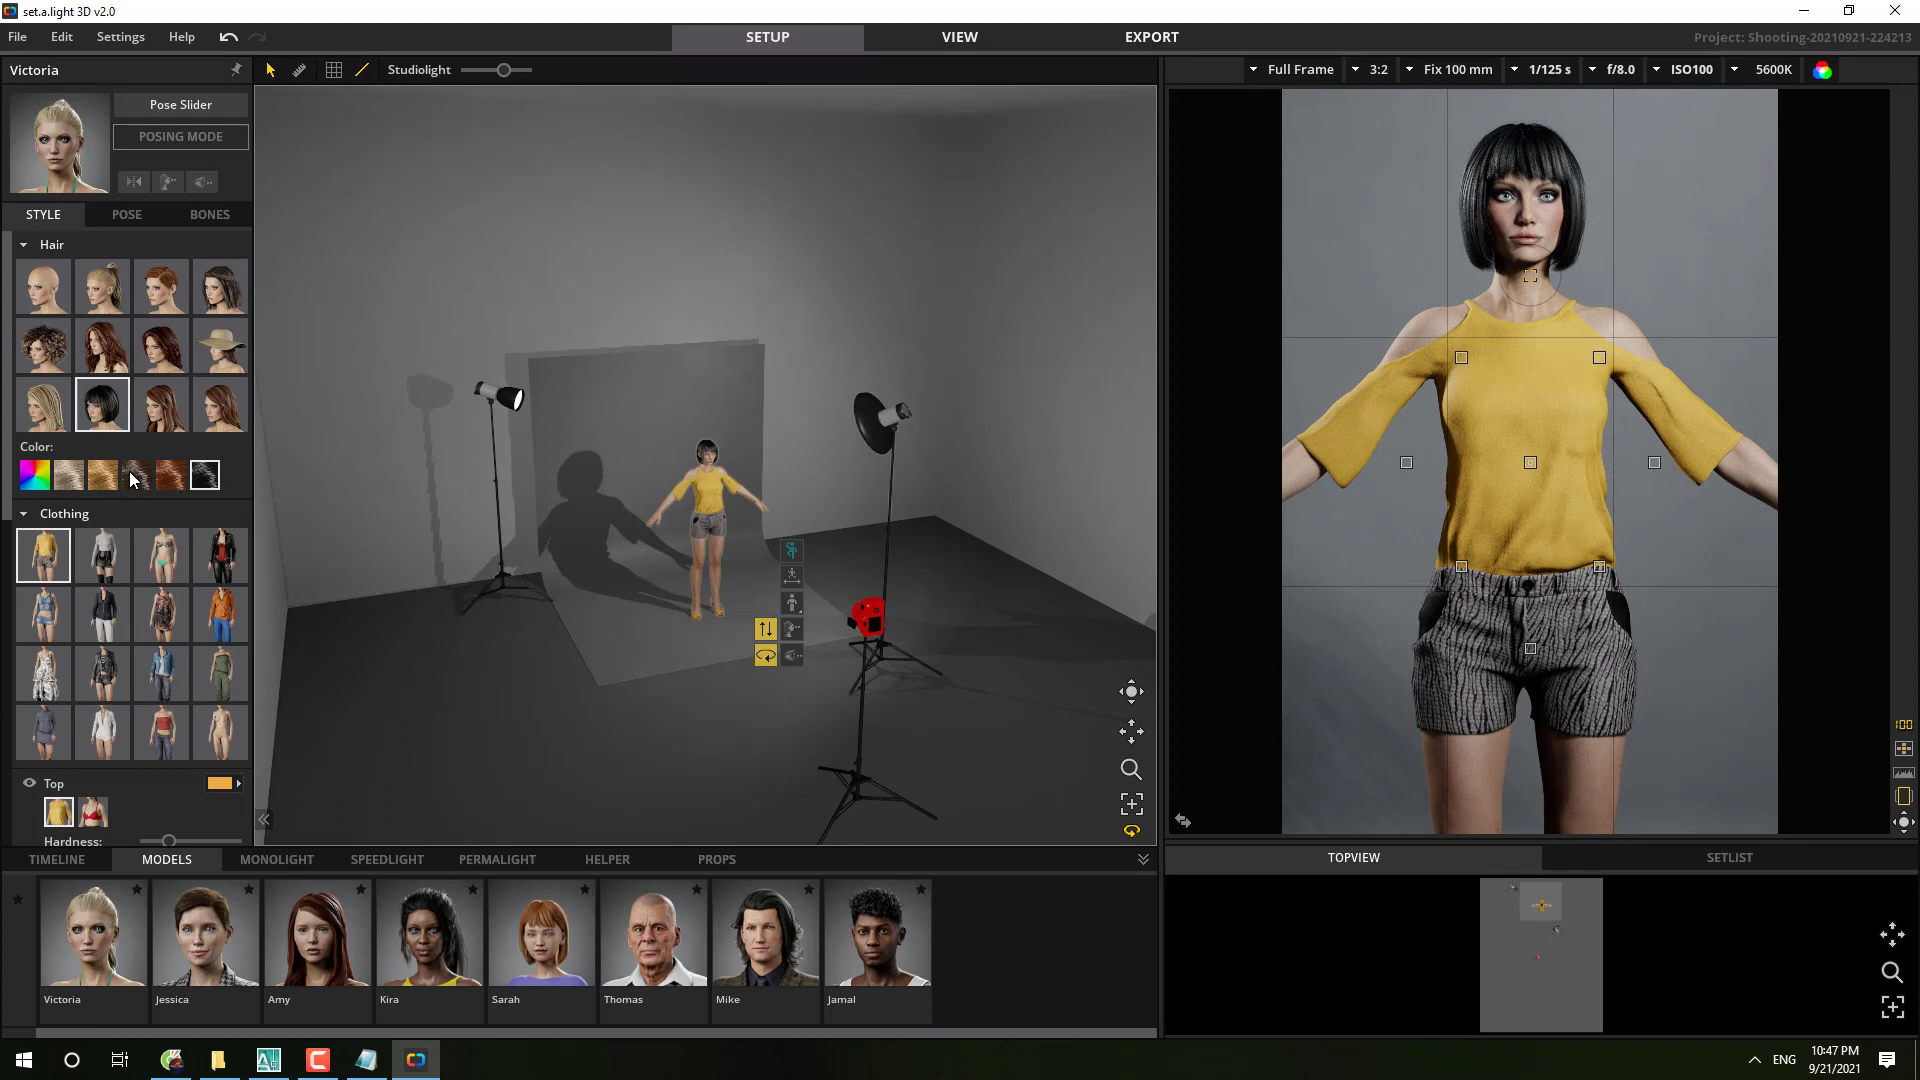 set.a.light 3D v2.0
File Edit Settings Help
SETUP VIEW EXPORT
Project: Shooting-20210921-224213
Victoria
Studiolight
Full Frame 3:2 Fix 100 mm 1/125 s f/8.0 ISO100 5600K
Pose Slider
POSING MODE
STYLE POSE BONES
Hair
Color:
Clothing
Top
Hardness:
100
TIMELINE MODELS MONOLIGHT SPEEDLIGHT PERMALIGHT HELPER PROPS
TOPVIEW SETLIST
Victoria Jessica Amy Kira Sarah Thomas Mike Jamal
ENG
10:47 PM
9/21/2021